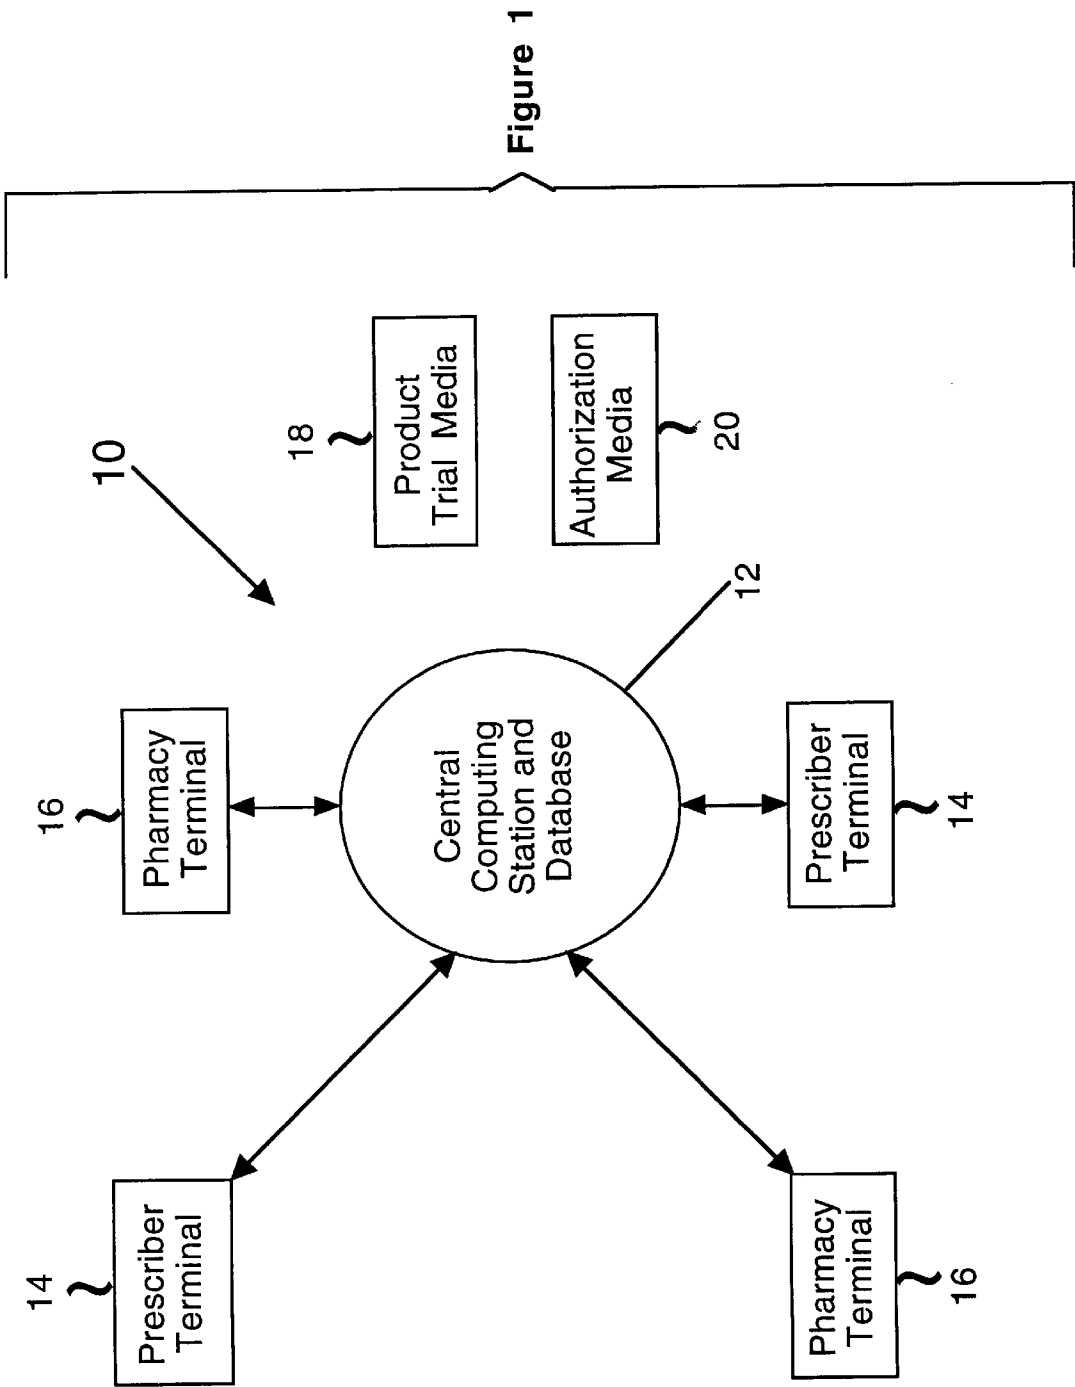 14
Prescriber
Terminal
16
Pharmacy
Terminal
10
18
Product
Trial Media
Central
Computing
Station and
Database
12
Authorization
Media
20
Pharmacy
Terminal
16
Prescriber
Terminal
14
Figure 1